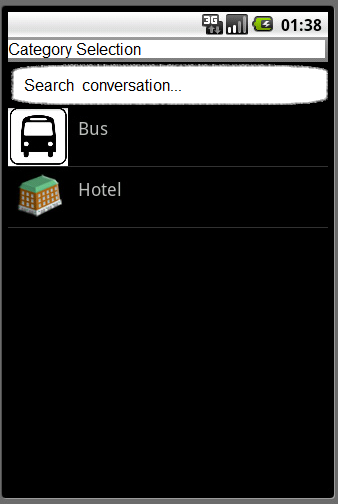 3G 01:38
Category Selection
Search conversation...
Bus
Hotel